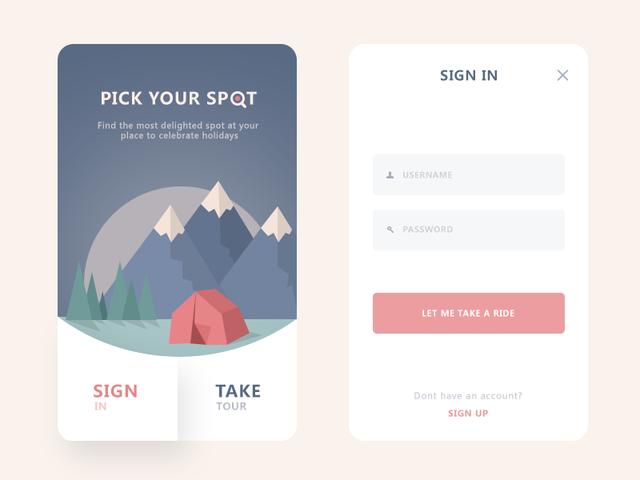 PICK YOUR SPOT
Find the most delighted spot at your
place to celebrate holidays
SIGN
IN
TAKE
TOUR
SIGN IN
USERNAME
PASSWORD
LET ME TAKE A RIDE
Dont have an account?
SIGN UP